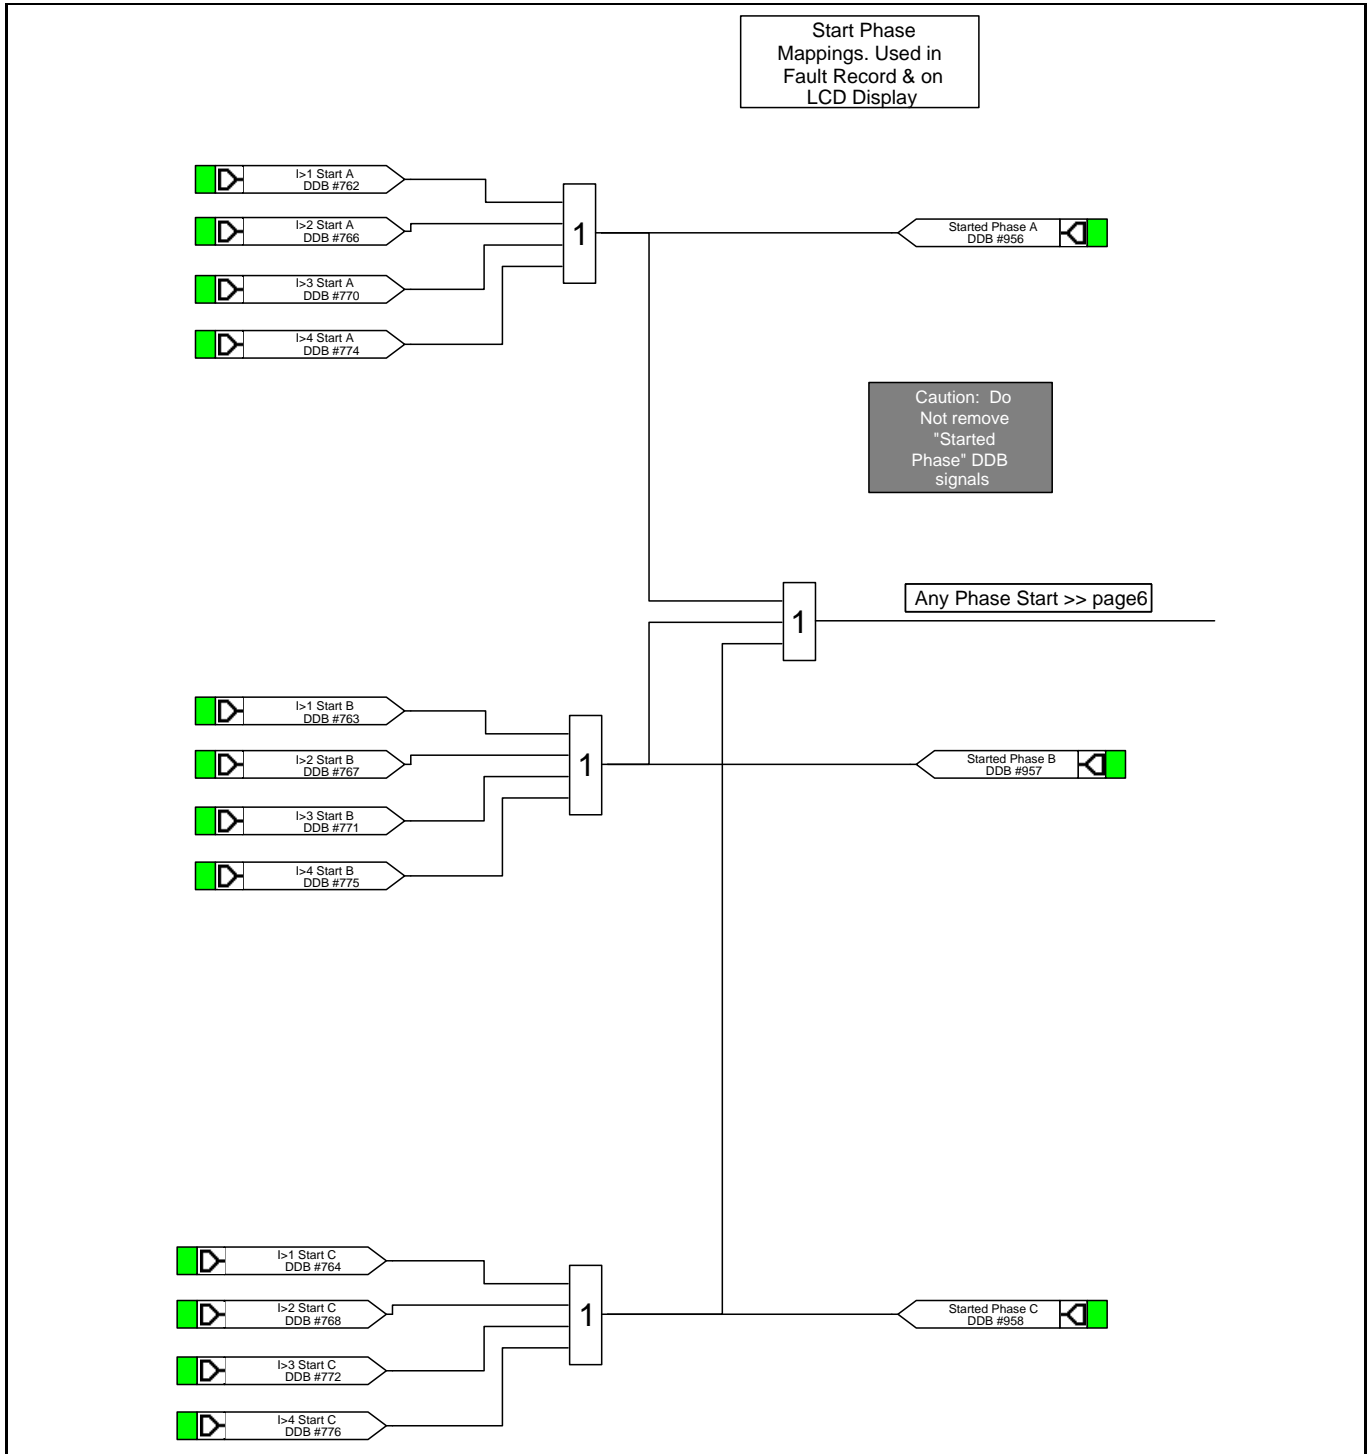 Start Phase
Mappings. Used in
Fault Record & on
LCD Display
I>1 Start A
DDB #762
I>2 Start A
DDB #766
I>3 Start A
DDB #770
I>4 Start A
DDB #774
1
Started Phase A
DDB #956
Caution: Do
Not remove
"Started
Phase" DDB
signals
1
Any Phase Start >> page6
I>1 Start B
DDB #763
I>2 Start B
DDB #767
I>3 Start B
DDB #771
I>4 Start B
DDB #775
1
Started Phase B
DDB #957
I>1 Start C
DDB #764
I>2 Start C
DDB #768
I>3 Start C
DDB #772
I>4 Start C
DDB #776
1
Started Phase C
DDB #958